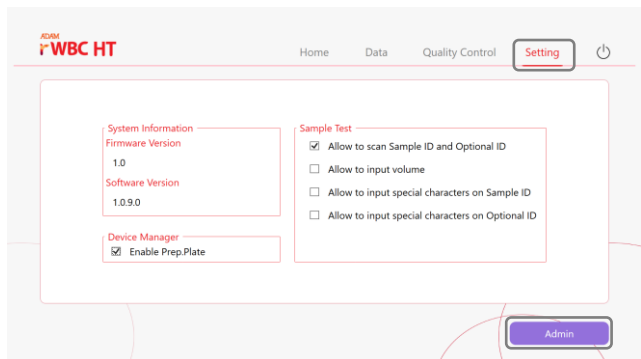 ADAM
rWBC HT
Home Data Quality Control Setting
System Information
Firmware Version
1.0
Software Version
1.0.9.0
Device Manager
Enable Prep.Plate
Sample Test
Allow to scan Sample ID and Optional ID
Allow to input volume
Allow to input special characters on Sample ID
Allow to input special characters on Optional ID
Admin